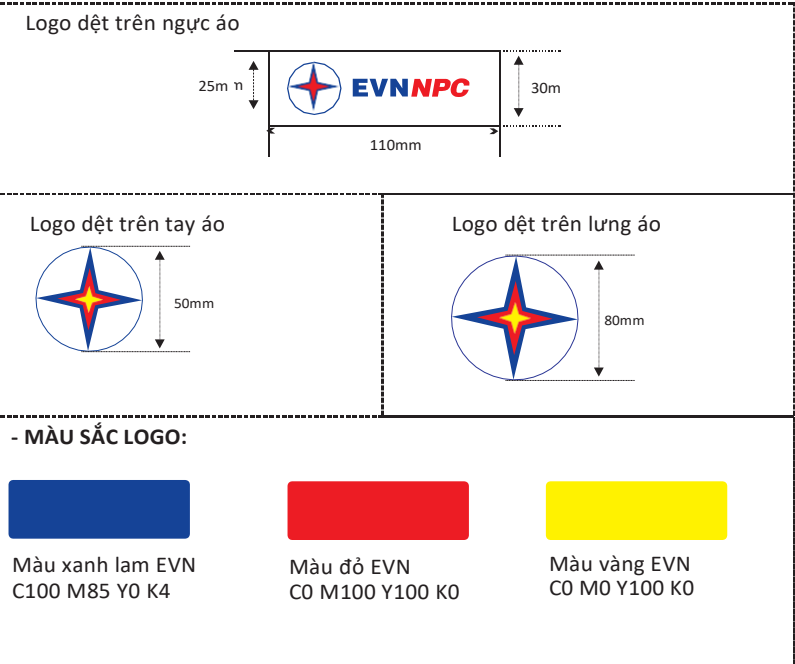 Logo dệt trên ngực áo
25m n
EVNNPC
30m
110mm
Logo dệt trên tay áo
50mm
Logo dệt trên lưng áo
80mm
- MÀU SẮC LOGO:
Màu xanh lam EVN
C100 M85 Y0 K4
Màu đỏ EVN
C0 M100 Y100 K0
Màu vàng EVN
C0 M0 Y100 K0